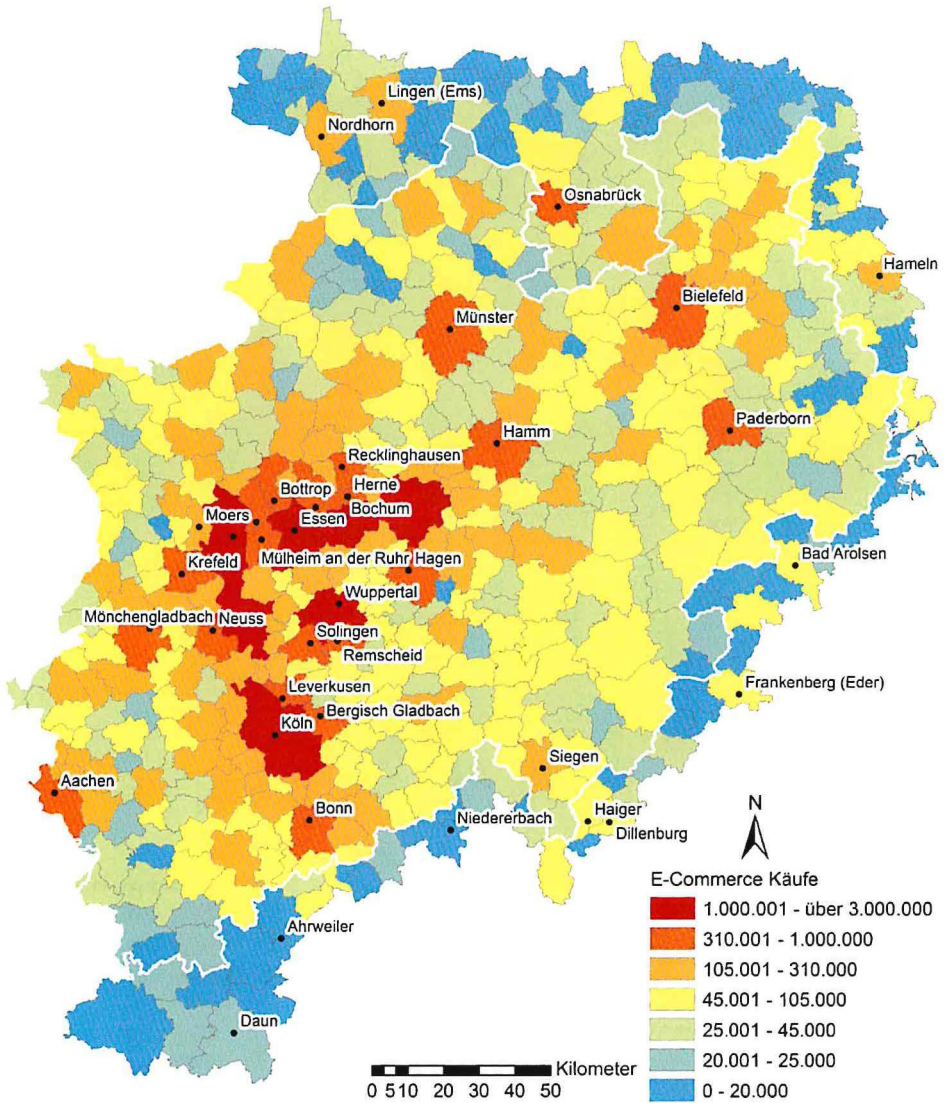 Lingen (Ems)
Nordhorn
Osnabrück
Hameln
Bielefeld
Münster
Paderborn
Hamm
Recklinghausen
Bottrop
Herne
Bochum
Moers
Essen
Mülheim an der Ruhr
Hagen
Krefeld
Bad Arolsen
Wuppertal
Mönchengladbach
Neuss
Solingen
Remscheid
Leverkusen
Bergisch Gladbach
Frankenberg (Eder)
Köln
Siegen
Aachen
Bonn
Niedererbach
Haiger
Dillenburg
N
Ahrweiler
Daun
E-Commerce Käufe
1.000.001 - über 3.000.000
310.001 - 1.000.000
105.001 - 310.000
45.001 - 105.000
25.001 - 45.000
20.001 - 25.000
0 - 20.000
Kilometer
0 5 10 20 30 40 50